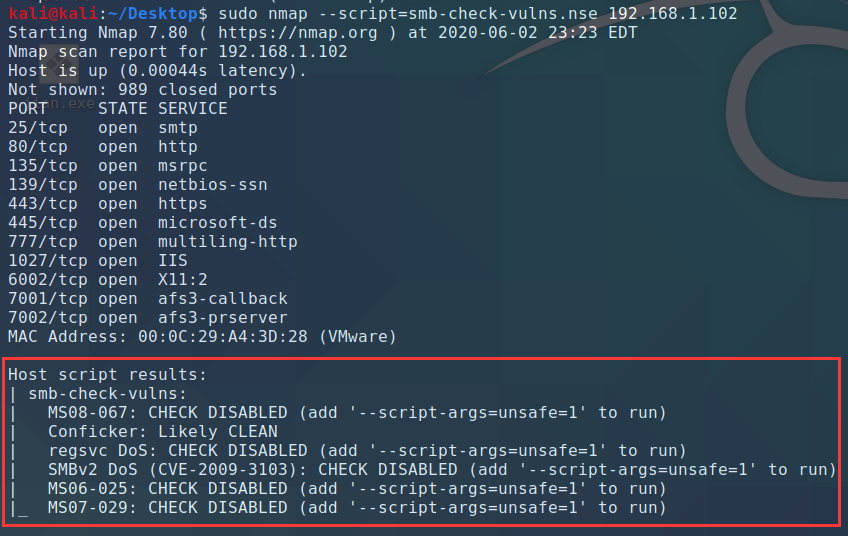 kali@kali:~/Desktop$ sudo nmap --script=smb-check-vulns.nse 192.168.1.102
Starting Nmap 7.80 ( https://nmap.org ) at 2020-06-02 23:23 EDT
Nmap scan report for 192.168.1.102
Host is up (0.00044s latency).
Not shown: 989 closed ports
PORT     STATE SERVICE
25/tcp   open  smtp
80/tcp   open  http
135/tcp  open  msrpc
139/tcp  open  netbios-ssn
443/tcp  open  https
445/tcp  open  microsoft-ds
777/tcp  open  multiling-http
1027/tcp open  IIS
6002/tcp open  X11:2
7001/tcp open  afs3-callback
7002/tcp open  afs3-prserver
MAC Address: 00:0C:29:A4:3D:28 (VMware)
Host script results:
| smb-check-vulns:
|   MS08-067: CHECK DISABLED (add '--script-args=unsafe=1' to run)
|   Conficker: Likely CLEAN
|   regsvc DoS: CHECK DISABLED (add '--script-args=unsafe=1' to run)
|   SMBv2 DoS (CVE-2009-3103): CHECK DISABLED (add '--script-args=unsafe=1' to run)
|   MS06-025: CHECK DISABLED (add '--script-args=unsafe=1' to run)
|_  MS07-029: CHECK DISABLED (add '--script-args=unsafe=1' to run)